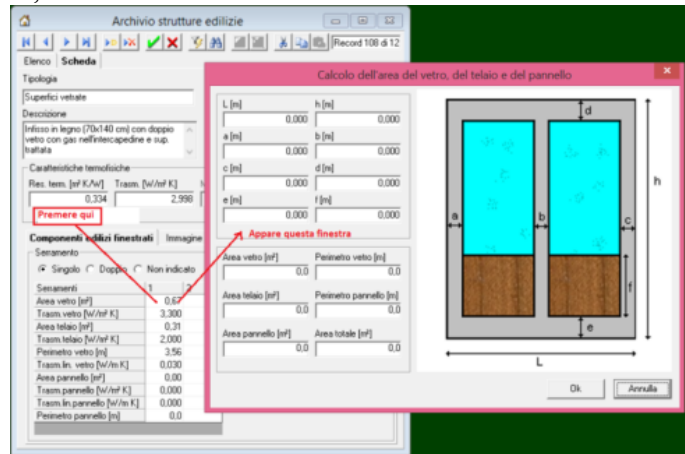 Archivio strutture edilizie
Record 108 di 12
Elenco Scheda
Tipologia
Superfici vetrate
Descrizione
Infisso in legno (70x140 cm) con doppio
vetro con gas nell'intercapedine e sup.
trattata
Caratteristiche termofisiche
Res. term. [m² K/W] Trasm. [W/m² K]
0,334 2,998
Premere qui
Componenti edilizi finestrati Immagine
Serramento
Singolo Doppio Non indicato
Serramenti 1 2
Area vetro [m²] 0,67
Trasm.vetro [W/m² K] 3,300
Area telaio [m²] 0,31
Trasm.telaio [W/m² K] 2,000
Perimetro vetro [m] 3,56
Trasm.lin. vetro [W/m K] 0,030
Area pannello [m²] 0,00
Trasm.pannello [W/m² K] 0,000
Trasm.lin.pannello [W/m K] 0,000
Perimetro pannello [m] 0,0
Calcolo dell'area del vetro, del telaio e del pannello
L [m] h [m]
0,000 0,000
a [m] b [m]
0,000 0,000
c [m] d [m]
0,000 0,000
e [m] f [m]
0,000 0,000
Appare questa finestra
Area vetro [m²] Perimetro vetro [m]
0,0 0,0
Area telaio [m²] Perimetro pannello [m]
0,0 0,0
Area pannello [m²] Area totale [m²]
0,0 0,0
d
h
a b c
f
e
L
Ok Annulla